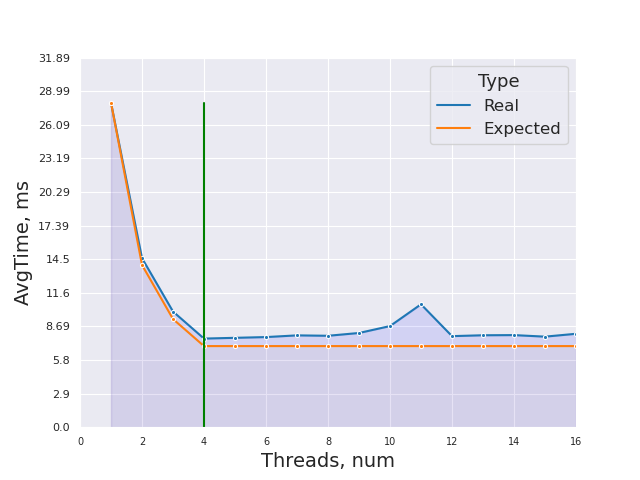 31.89
28.99
26.09
23.19
20.29
17.39
14.5
11.6
8.69
5.8
2.9
0.0
AvgTime, ms
Type
Real
Expected
0 2 4 6 8 10 12 14 16
Threads, num